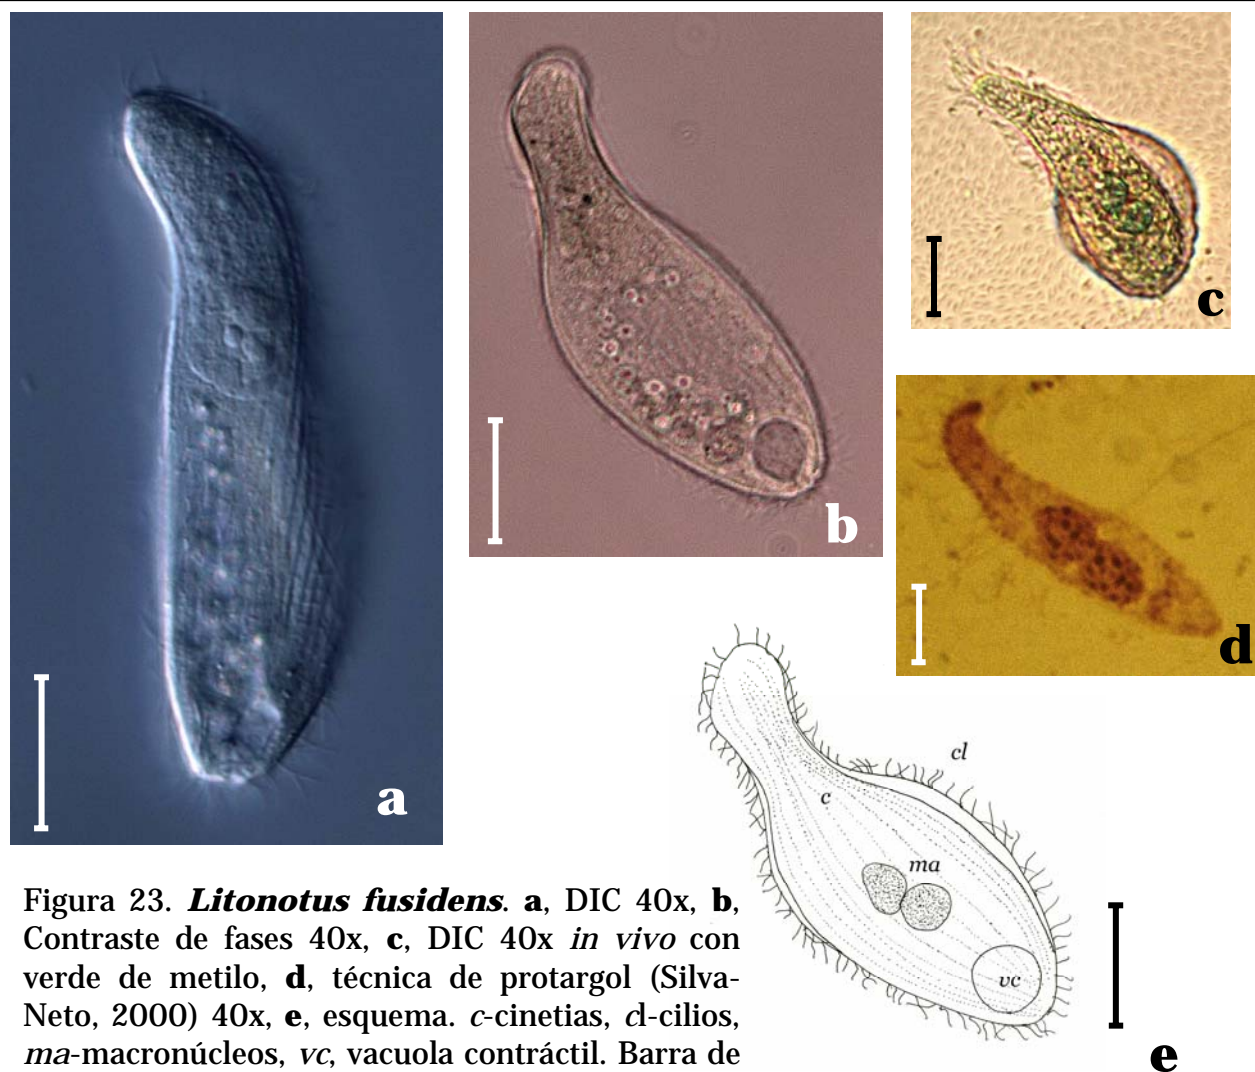 a
b
c
d
cl
c
ma
vc
e
Figura 23. Litonotus fusidens. a, DIC 40x, b,
Contraste de fases 40x, c, DIC 40x in vivo con
verde de metilo, d, técnica de protargol (Silva-
Neto, 2000) 40x, e, esquema. c-cinetias, cl-cilios,
ma-macronúcleos, vc, vacuola contráctil. Barra de